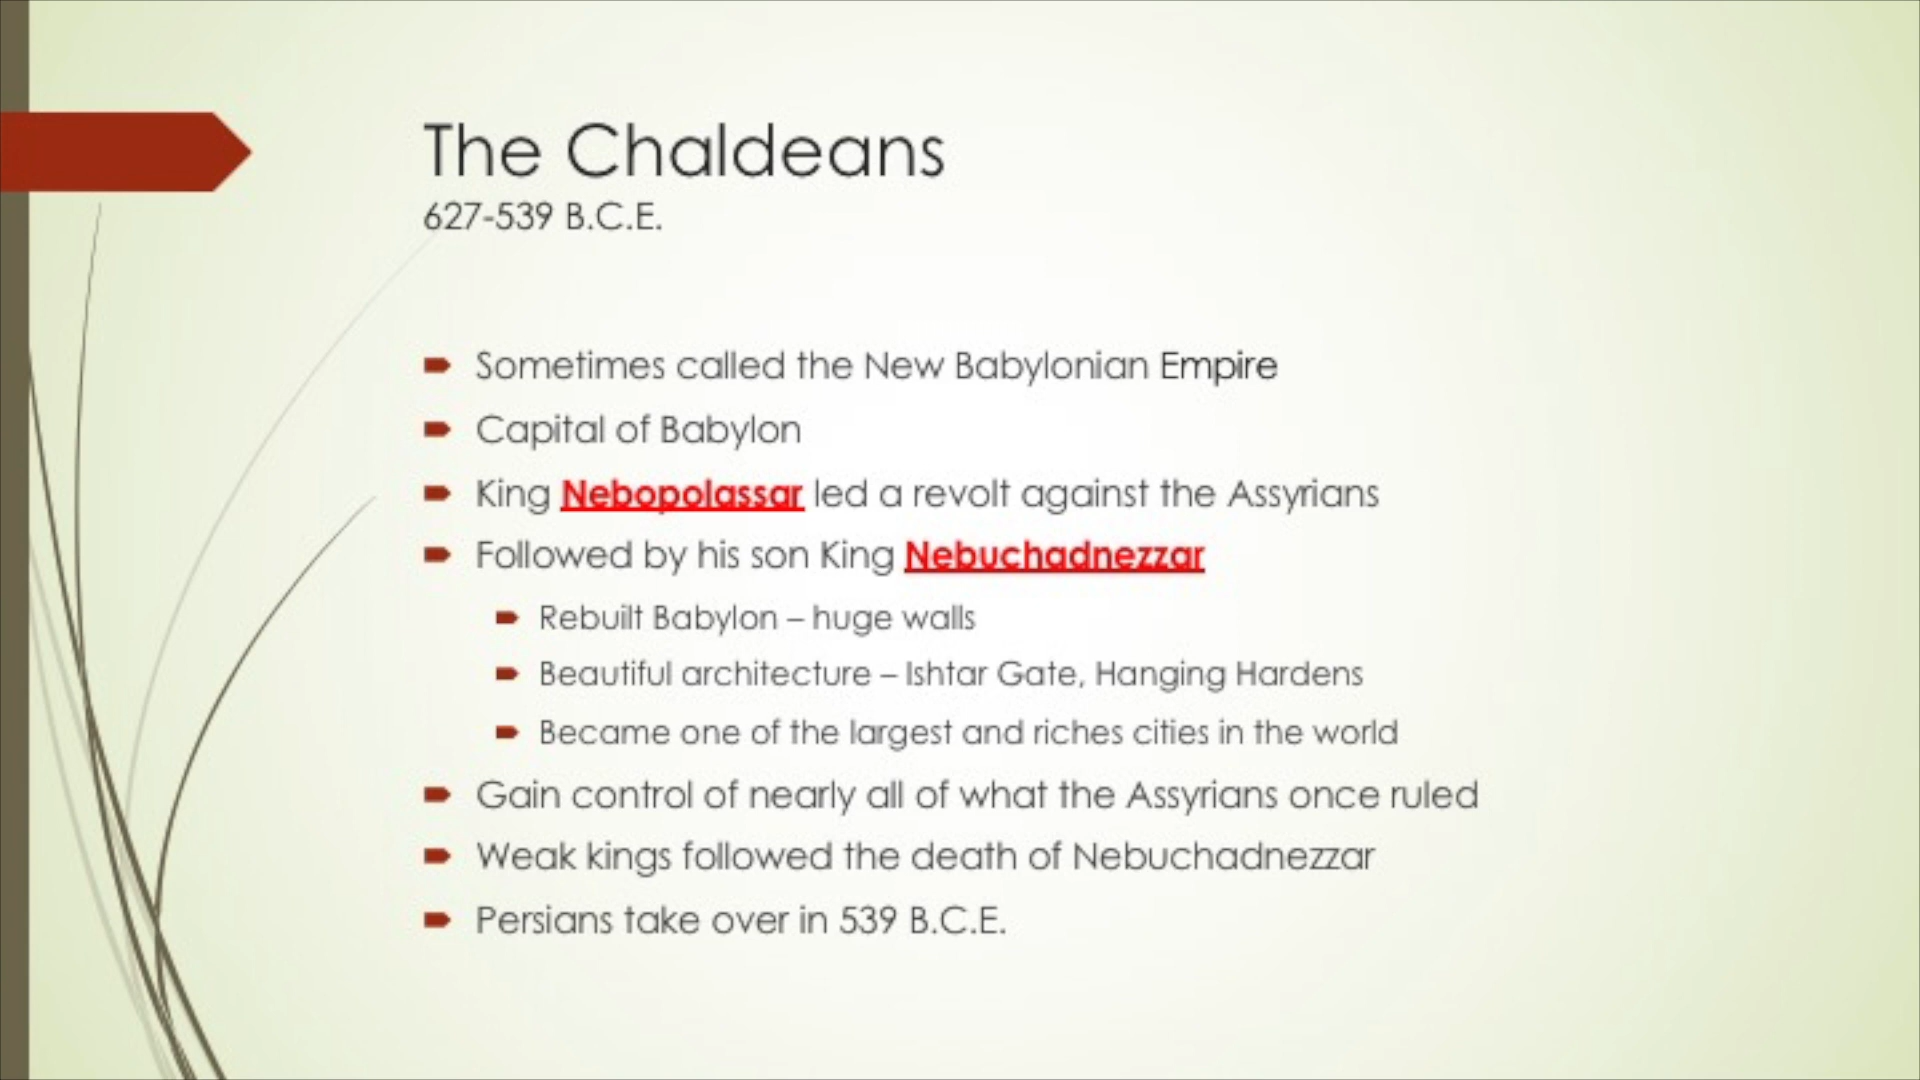 The Chaldeans
627-539 B.C.E.
Sometimes called the New Babylonian Empire
Capital of Babylon
King Nebopolassar led a revolt against the Assyrians
Followed by his son King Nebuchadnezzar
Rebuilt Babylon – huge walls
Beautiful architecture – Ishtar Gate, Hanging Hardens
Became one of the largest and riches cities in the world
Gain control of nearly all of what the Assyrians once ruled
Weak kings followed the death of Nebuchadnezzar
Persians take over in 539 B.C.E.